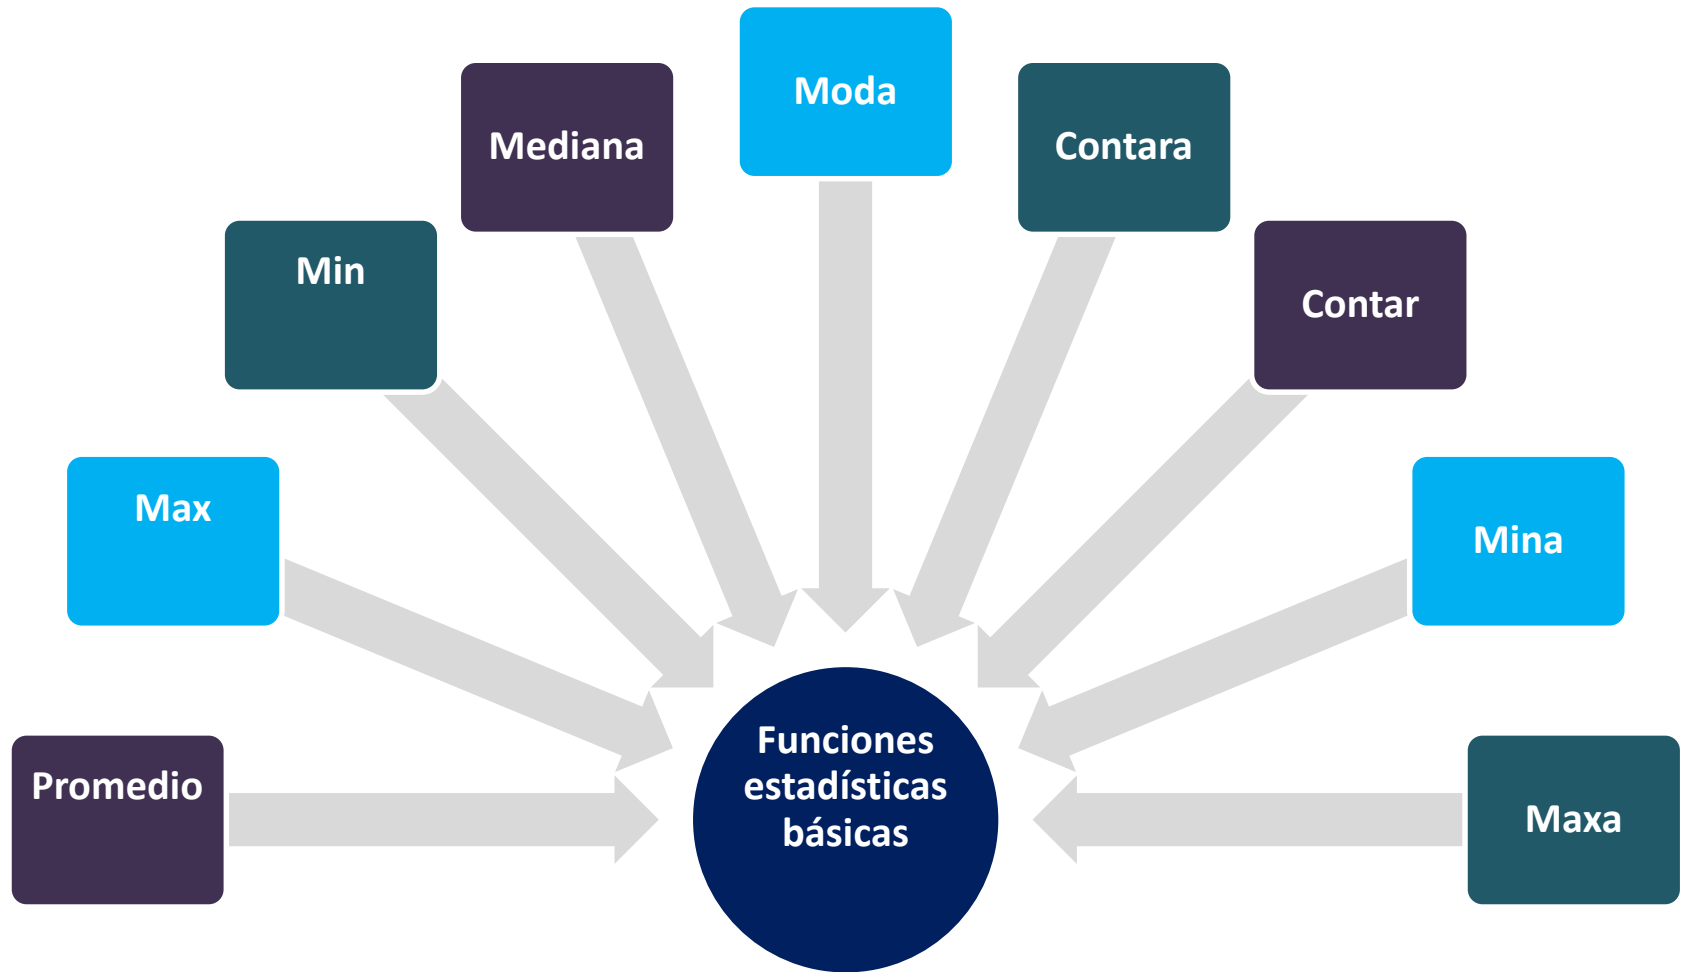 Moda
Mediana
Contara
Min
Contar
Max
Mina
Promedio
Funciones
estadísticas
básicas
Maxa